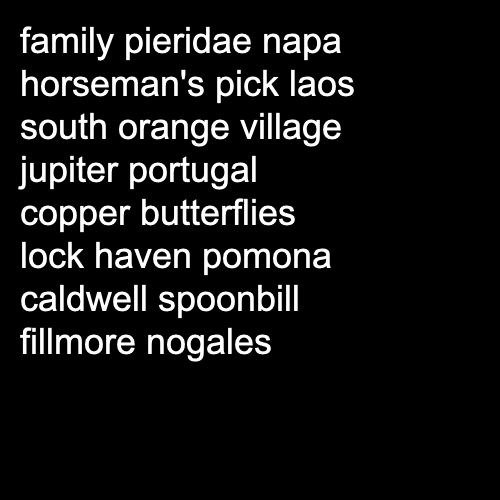 family pieridae napa
horseman's pick laos
south orange village
jupiter portugal
copper butterflies
lock haven pomona
caldwell spoonbill
fillmore nogales